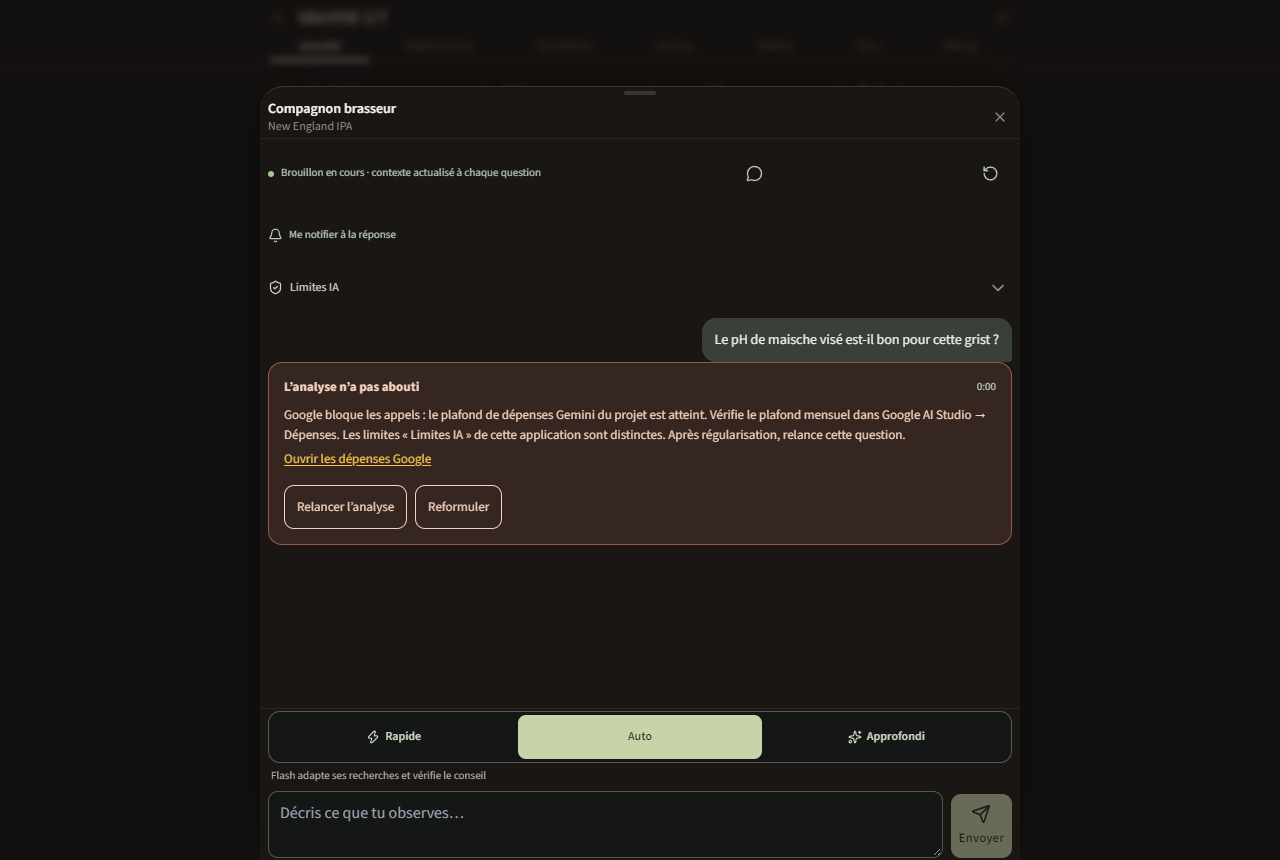 Compagnon brasseur
New England IPA
Brouillon en cours · contexte actualisé à chaque question
Me notifier à la réponse
Limites IA
Le pH de maische visé est-il bon pour cette grist ?
L’analyse n’a pas abouti
0:00
Google bloque les appels : le plafond de dépenses Gemini du projet est atteint. Vérifie le plafond mensuel dans Google AI Studio →
Dépenses. Les limites « Limites IA » de cette application sont distinctes. Après régularisation, relance cette question.
Ouvrir les dépenses Google
Relancer l’analyse
Reformuler
Rapide
Auto
Approfondi
Flash adapte ses recherches et vérifie le conseil
Décris ce que tu observes…
Envoyer